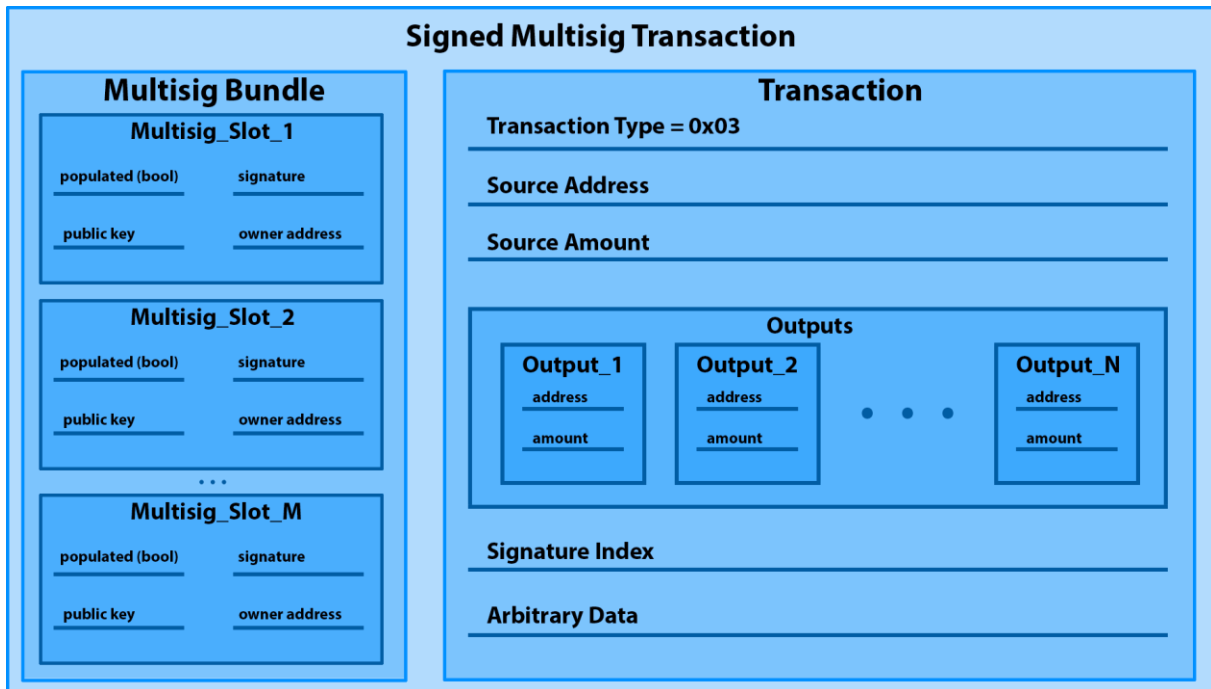 Signed Multisig Transaction
Multisig Bundle
Multisig_Slot_1
populated (bool) signature
public key owner address
Multisig_Slot_2
populated (bool) signature
public key owner address
...
Multisig_Slot_M
populated (bool) signature
public key owner address
Transaction
Transaction Type = 0x03
Source Address
Source Amount
Outputs
Output_1
address
amount
Output_2
address
amount
• • •
Output_N
address
amount
Signature Index
Arbitrary Data